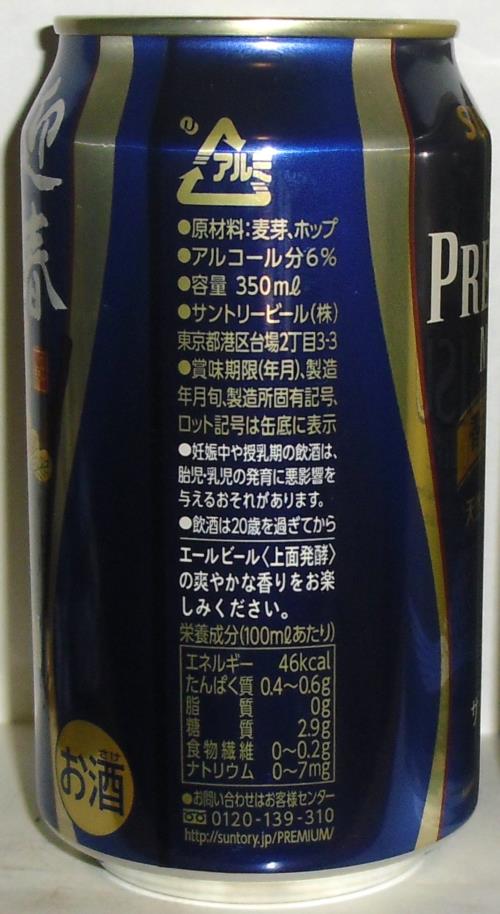 迎春
アルミ
●原材料:麦芽、ホップ
●アルコール分6%
●容量 350mℓ
●サントリービール(株)
東京都港区台場2丁目3-3
●賞味期限(年月)、製造
年月旬、製造所固有記号、
ロット記号は缶底に表示
●妊娠中や授乳期の飲酒は、
胎児・乳児の発育に悪影響を
与えるおそれがあります。
●飲酒は20歳を過ぎてから
エールビール〈上面発酵〉
の爽やかな香りをお楽
しみください。
栄養成分(100mℓあたり)
エネルギー 46kcal
たんぱく質 0.4〜0.6g
脂質 0g
糖質 2.9g
食物繊維 0〜0.2g
ナトリウム 0〜7mg
●お問い合わせはお客様センター
0120-139-310
http://suntory.jp/PREMIUM/
お酒
さけ
PRE